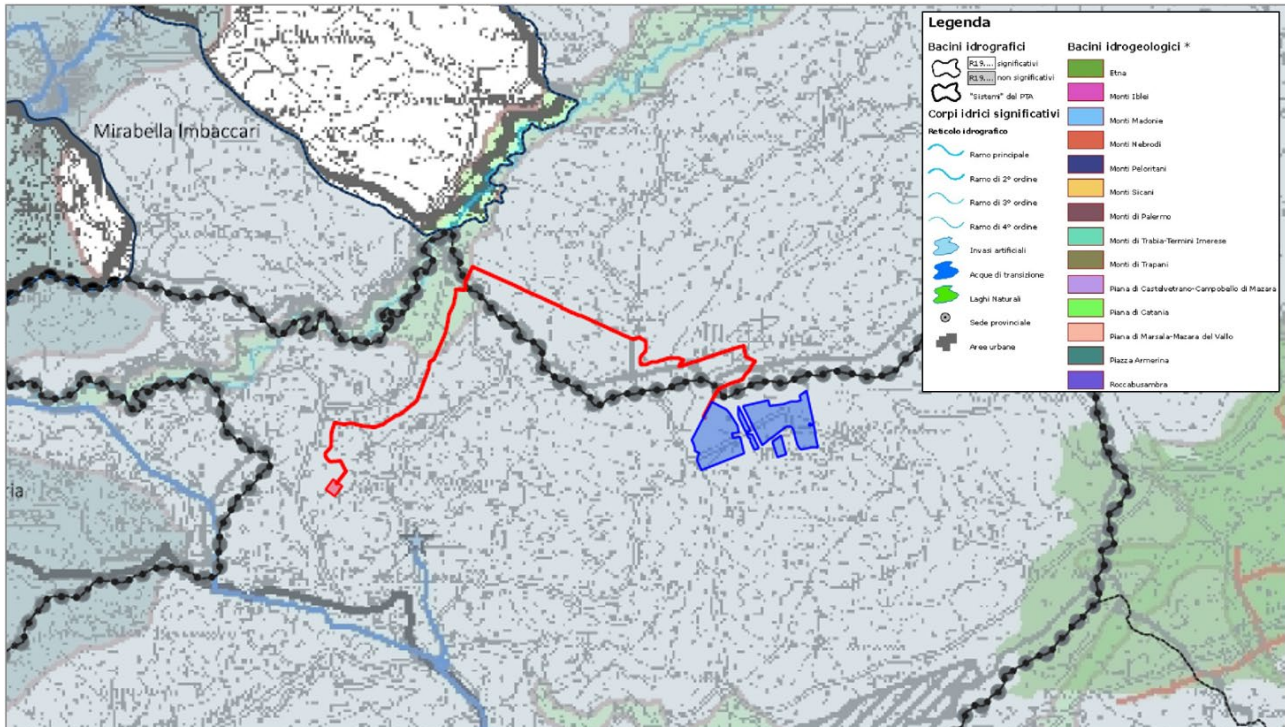 Mirabella Imbaccari
ria
Legenda
Bacini idrografici
R19.... significativi
R19.... non significativi
"Sistemi" del PTA
Corpi idrici significativi
Reticolo idrografico
Ramo principale
Ramo di 2° ordine
Ramo di 3° ordine
Ramo di 4° ordine
Invasi artificiali
Acque di transizione
Laghi Naturali
Sede provinciale
Aree urbane
Bacini idrogeologici *
Etna
Monti Iblei
Monti Madonie
Monti Nebrodi
Monti Peloritani
Monti Sicani
Monti di Palermo
Monti di Trabia-Termini Imerese
Monti di Trapani
Piana di Castelvetrano-Campobello di Mazara
Piana di Catania
Piana di Marsala-Mazara del Vallo
Piazza Armerina
Roccabusambra